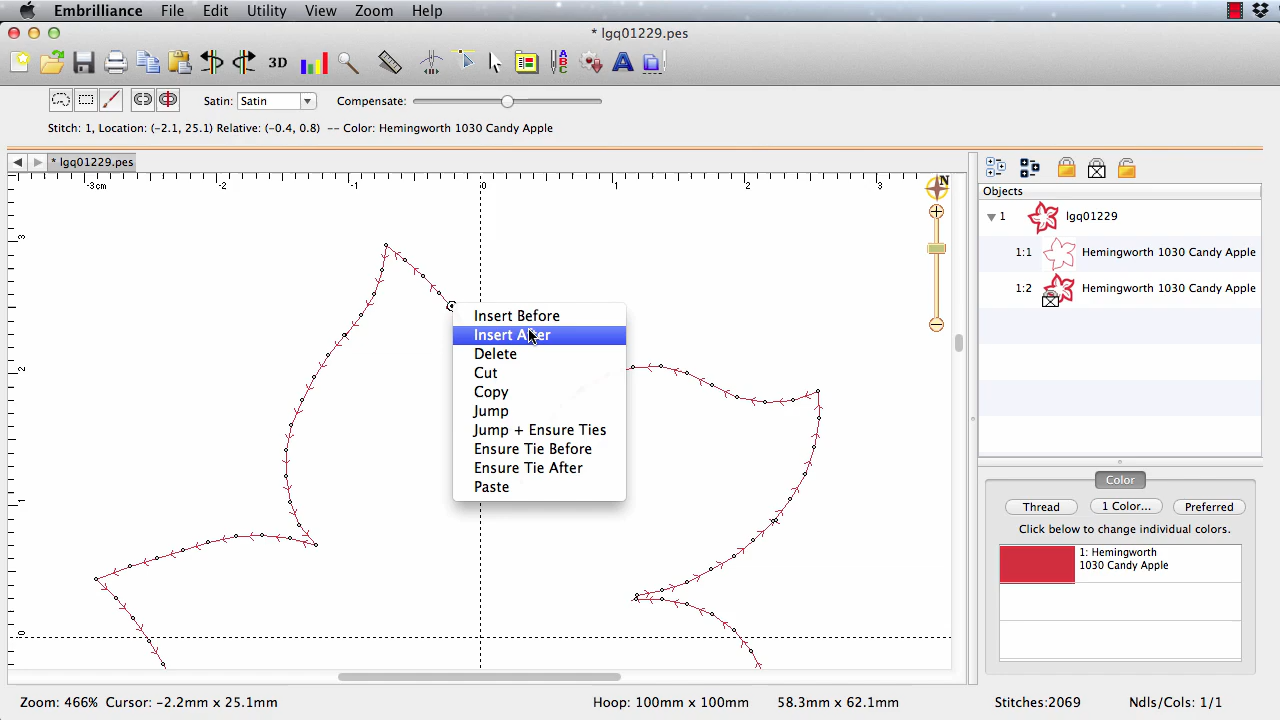 Embrilliance File Edit Utility View Zoom Help
* lgq01229.pes
3D ABC A
Satin: Satin Compensate:
Stitch: 1, Location: (-2.1, 25.1) Relative: (-0.4, 0.8) -- Color: Hemingworth 1030 Candy Apple
* lgq01229.pes
-3cm -2 -1 0 1 2 3
N
Objects
1 lgq01229
1:1 Hemingworth 1030 Candy Apple
1:2 Hemingworth 1030 Candy Apple
3
2
1
0
Insert Before
Insert After
Delete
Cut
Copy
Jump
Jump + Ensure Ties
Ensure Tie Before
Ensure Tie After
Paste
Color
Thread 1 Color... Preferred
Click below to change individual colors.
1: Hemingworth
1030 Candy Apple
Zoom: 466% Cursor: -2.2mm x 25.1mm Hoop: 100mm x 100mm 58.3mm x 62.1mm Stitches:2069 Ndls/Cols: 1/1